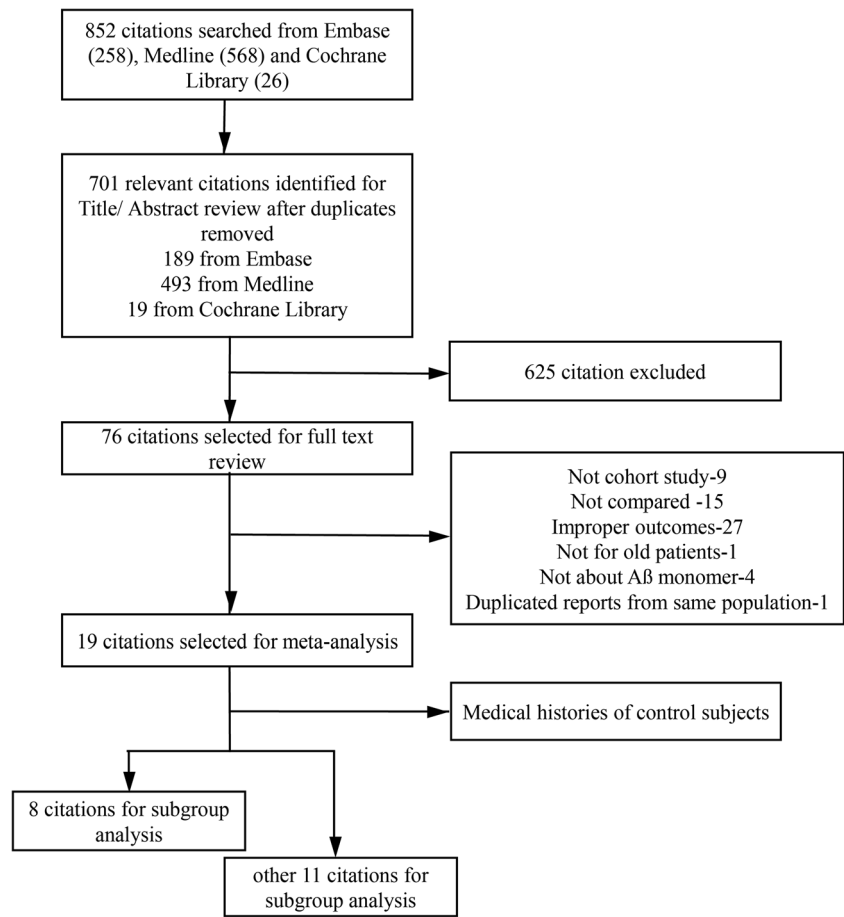 852 citations searched from Embase
(258), Medline (568) and Cochrane
Library (26)
701 relevant citations identified for
Title/ Abstract review after duplicates
removed
189 from Embase
493 from Medline
19 from Cochrane Library
625 citation excluded
76 citations selected for full text
review
Not cohort study-9
Not compared -15
Improper outcomes-27
Not for old patients-1
Not about Aß monomer-4
Duplicated reports from same population-1
19 citations selected for meta-analysis
Medical histories of control subjects
8 citations for subgroup
analysis
other 11 citations for
subgroup analysis